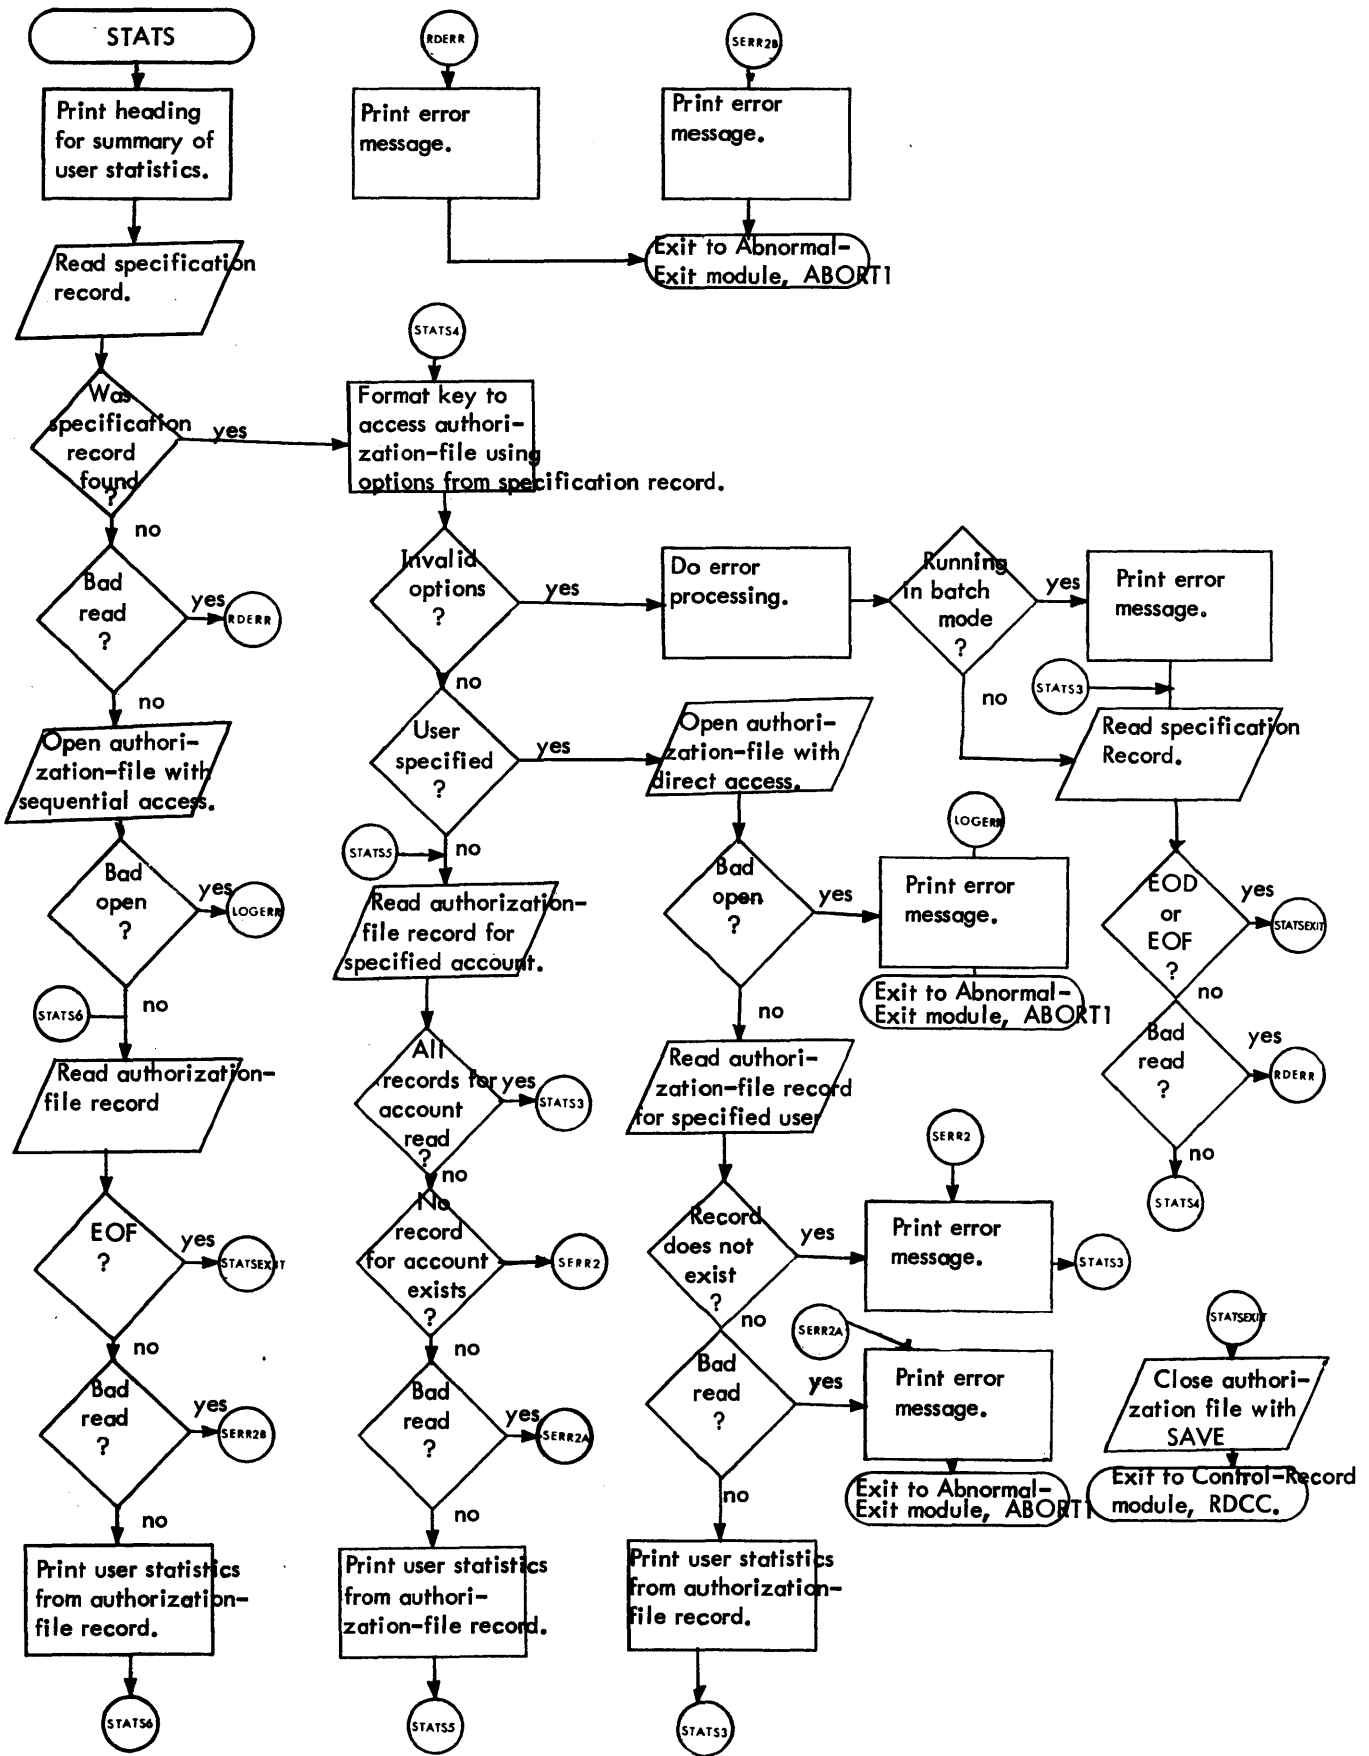 STATS
Print heading
for summary of
user statistics.
Read specification
record.
Was
specification
record
found
?
yes
no
Bad
read
?
yes
RDERR
no
Open authori-
zation-file with
sequential access.
Bad
open
?
yes
LOGERR
no
STATS6
Read authorization-
file record
EOF
?
yes
STATSEXIT
no
Bad
read
?
yes
SERR2B
no
Print user statistics
from authorization-
file record.
STATS6
RDERR
Print error
message.
SERR2B
Print error
message.
Exit to Abnormal-
Exit module, ABORT1
STATS4
Format key to
access authori-
zation-file using
options from specification record.
Invalid
options
?
yes
no
User
specified
?
yes
no
STATS5
Read authorization-
file record for
specified account.
All
records for
account
read
?
yes
STATS3
no
No
record
for account
exists
?
SERR2
no
Bad
read
?
yes
SERR2A
no
Print user statistics
from authori-
zation-file record.
STATS5
Do error
processing.
Running
in batch
mode
?
yes
no
Print error
message.
STATS3
Read specification
Record.
EOD
or
EOF
?
yes
STATSEXIT
no
Bad
read
?
yes
RDERR
no
STATS4
Open authori-
zation-file with
direct access.
Bad
open
?
yes
no
LOGERR
Print error
message.
Exit to Abnormal-
Exit module, ABORT1
Read authori-
zation-file record
for specified user
Record
does not
exist
?
yes
no
SERR2
Print error
message.
STATS3
Bad
read
?
yes
no
SERR2A
Print error
message.
Exit to Abnormal-
Exit module, ABORT1
Print user statistics
from authorization-
file record.
STATS3
STATSEXIT
Close authori-
zation file with
SAVE
Exit to Control-Record
module, RDCC.